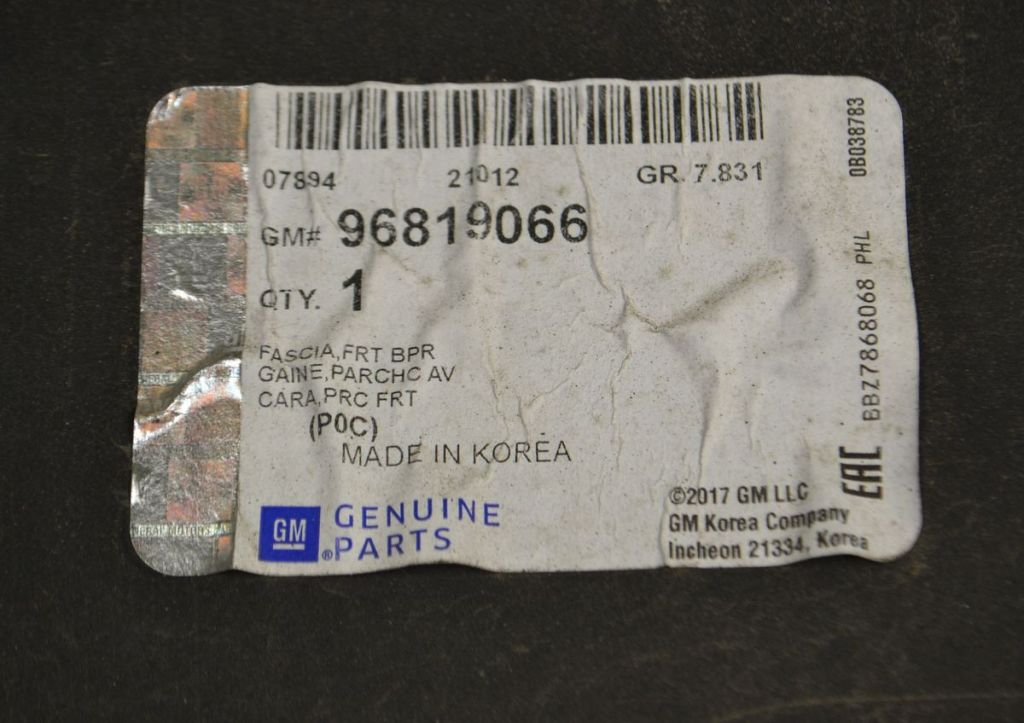 07894 21012 GR. 7.831
GM# 96819066
QTY. 1
FASCIA,FRT BPR
GAINE,PARCHC AV
CARA,PRC FRT
(P0C)
MADE IN KOREA
GM GENUINE
®PARTS
©2017 GM LLC
GM Korea Company
Incheon 21334, Korea
EAC BBZ7868068 PHL 0B038783